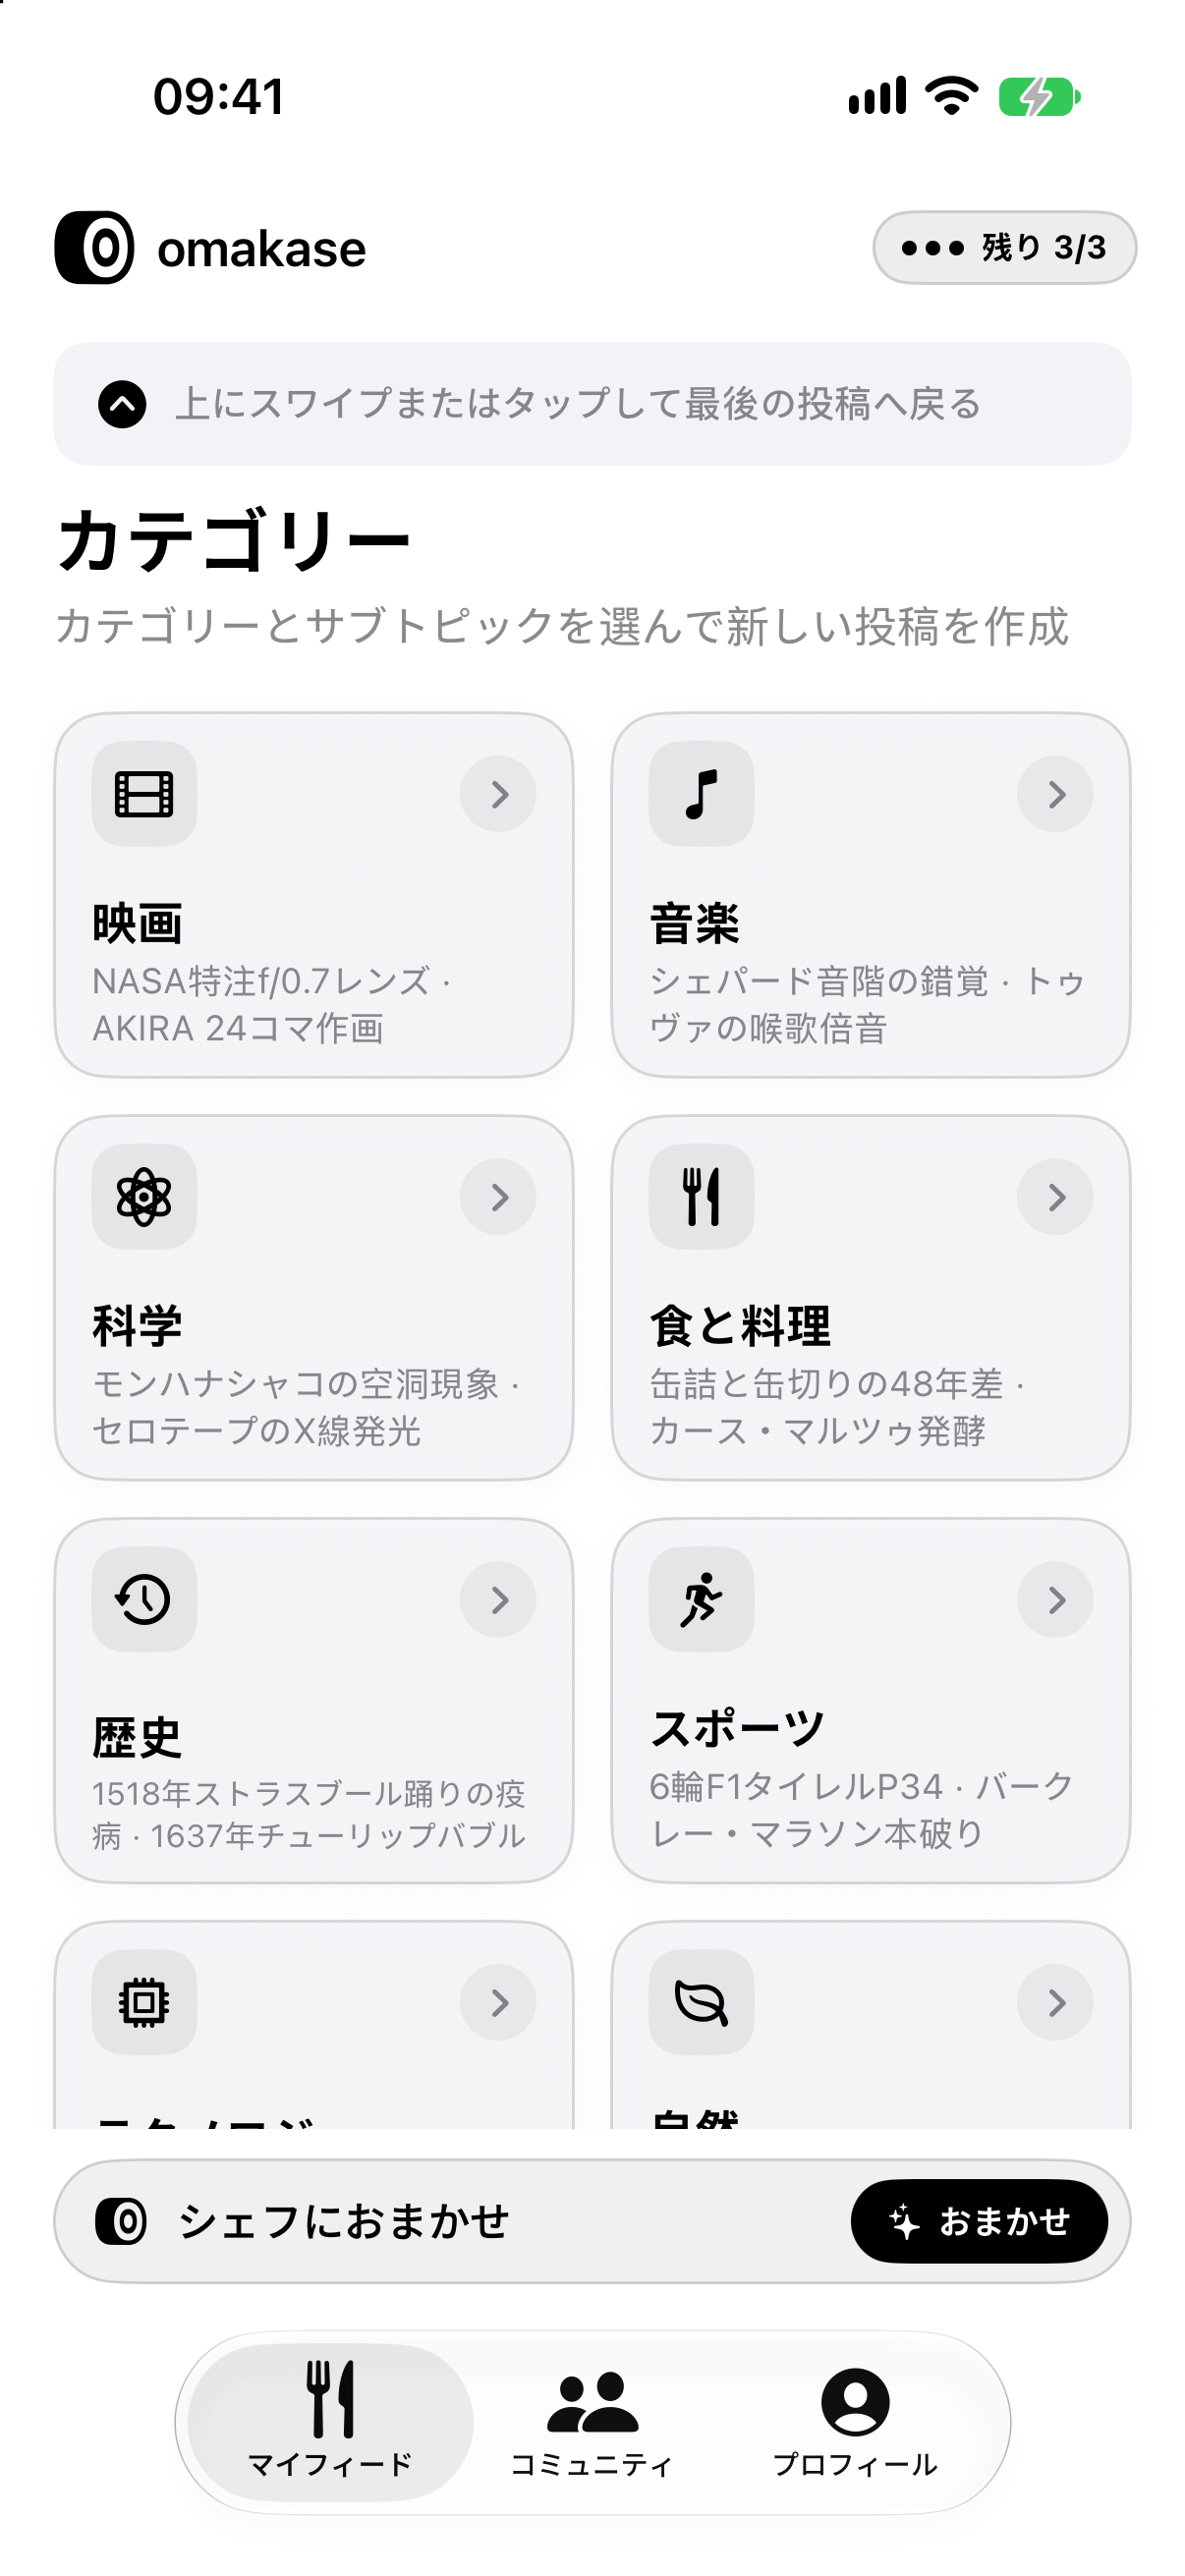 09:41
omakase
残り 3/3
上にスワイプまたはタップして最後の投稿へ戻る
カテゴリー
カテゴリーとサブトピックを選んで新しい投稿を作成
映画
NASA特注f/0.7レンズ ·
AKIRA 24コマ作画
音楽
シェパード音階の錯覚 · トゥ
ヴァの喉歌倍音
科学
モンハナシャコの空洞現象 ·
セロテープのX線発光
食と料理
缶詰と缶切りの48年差 ·
カース・マルツゥ発酵
歴史
1518年ストラスブール踊りの疫
病 · 1637年チューリップバブル
スポーツ
6輪F1タイレルP34 · バーク
レー・マラソン本破り
自然
シェフにおまかせ
おまかせ
マイフィード
コミュニティ
プロフィール